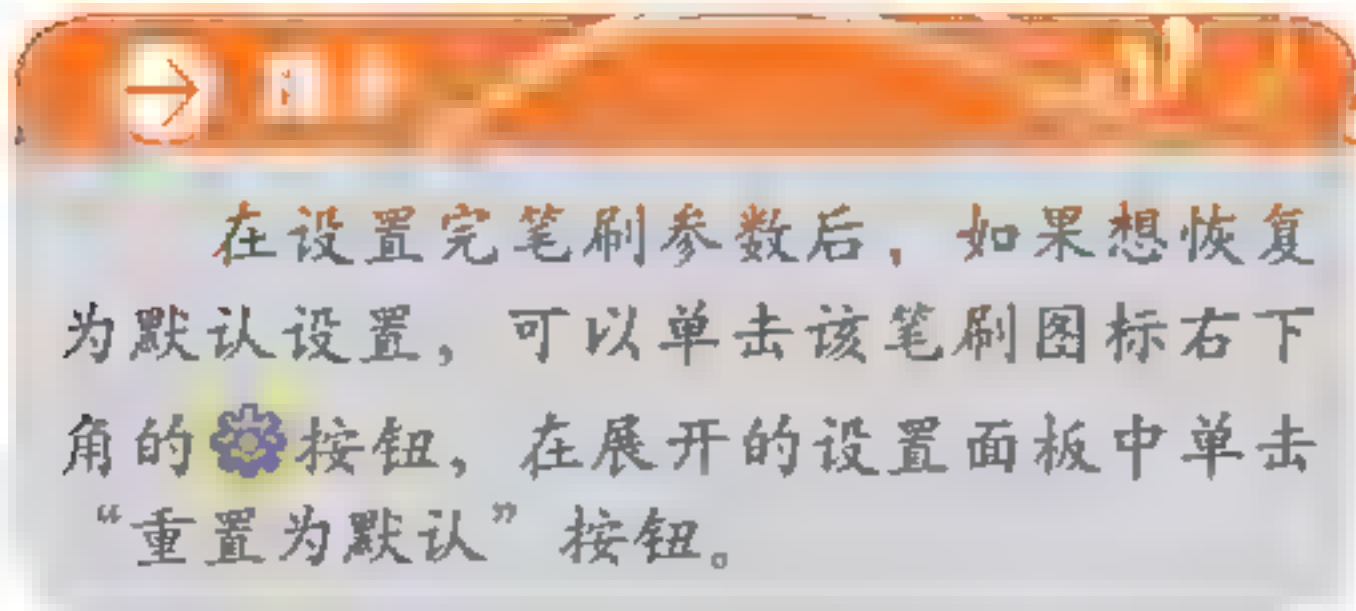 在设置完笔刷参数后，如果想恢复
为默认设置，可以单击该笔刷图标右下
角的按钮，在展开的设置面板中单击
“重置为默认”按钮。